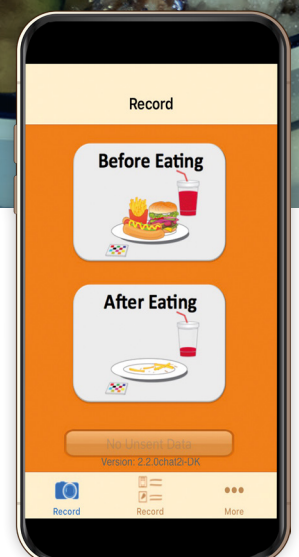 Record
Before Eating
After Eating
No Unsent Data
Version: 2.2.0chat2i-DK
Record
Record
More